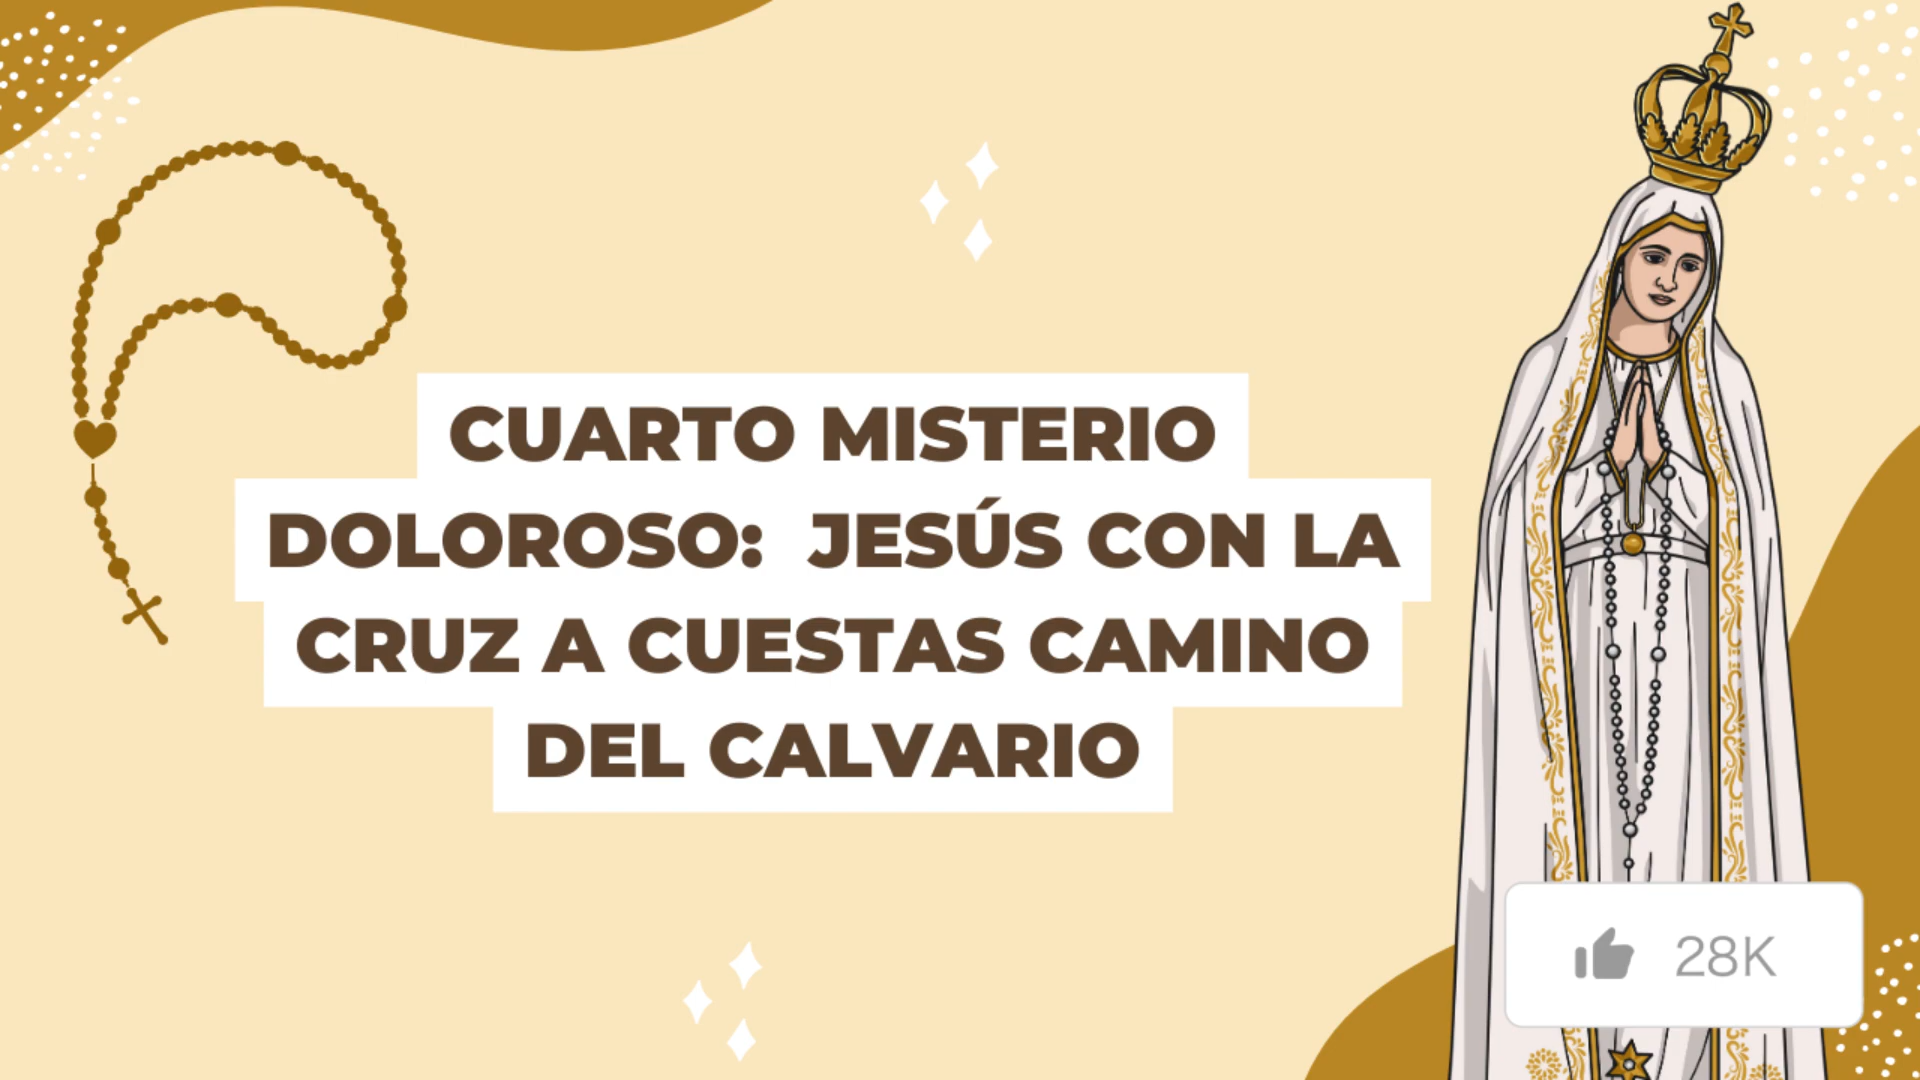 CUARTO MISTERIO
DOLOROSO: JESÚS CON LA
CRUZ A CUESTAS CAMINO
DEL CALVARIO
28K